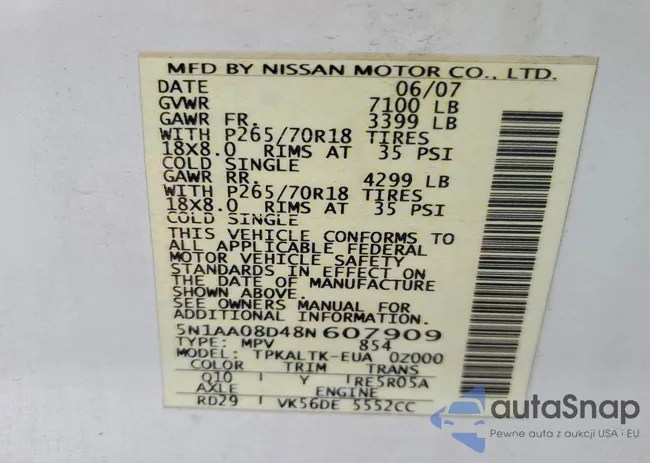 MFD BY NISSAN MOTOR CO., LTD.
DATE 06/07
GVWR 7100 LB
GAWR FR. 3399 LB
WITH P265/70R18 TIRES
18X8.0 RIMS AT 35 PSI
COLD SINGLE
GAWR RR. 4299 LB
WITH P265/70R18 TIRES
18X8.0 RIMS AT 35 PSI
COLD SINGLE
THIS VEHICLE CONFORMS TO
ALL APPLICABLE FEDERAL
MOTOR VEHICLE SAFETY
STANDARDS IN EFFECT ON
THE DATE OF MANUFACTURE
SHOWN ABOVE.
SEE OWNERS MANUAL FOR
ADDITIONAL INFORMATION.
5N1AA08D48N607909
TYPE: MPV 854
MODEL: TPKALTK-EUA 0Z000
COLOR TRIM TRANS
Q10 Y RE5R05A
AXLE ENGINE
RD29 VK56DE 5552CC
autaSnap
Pewne auta z aukcji USA i EU